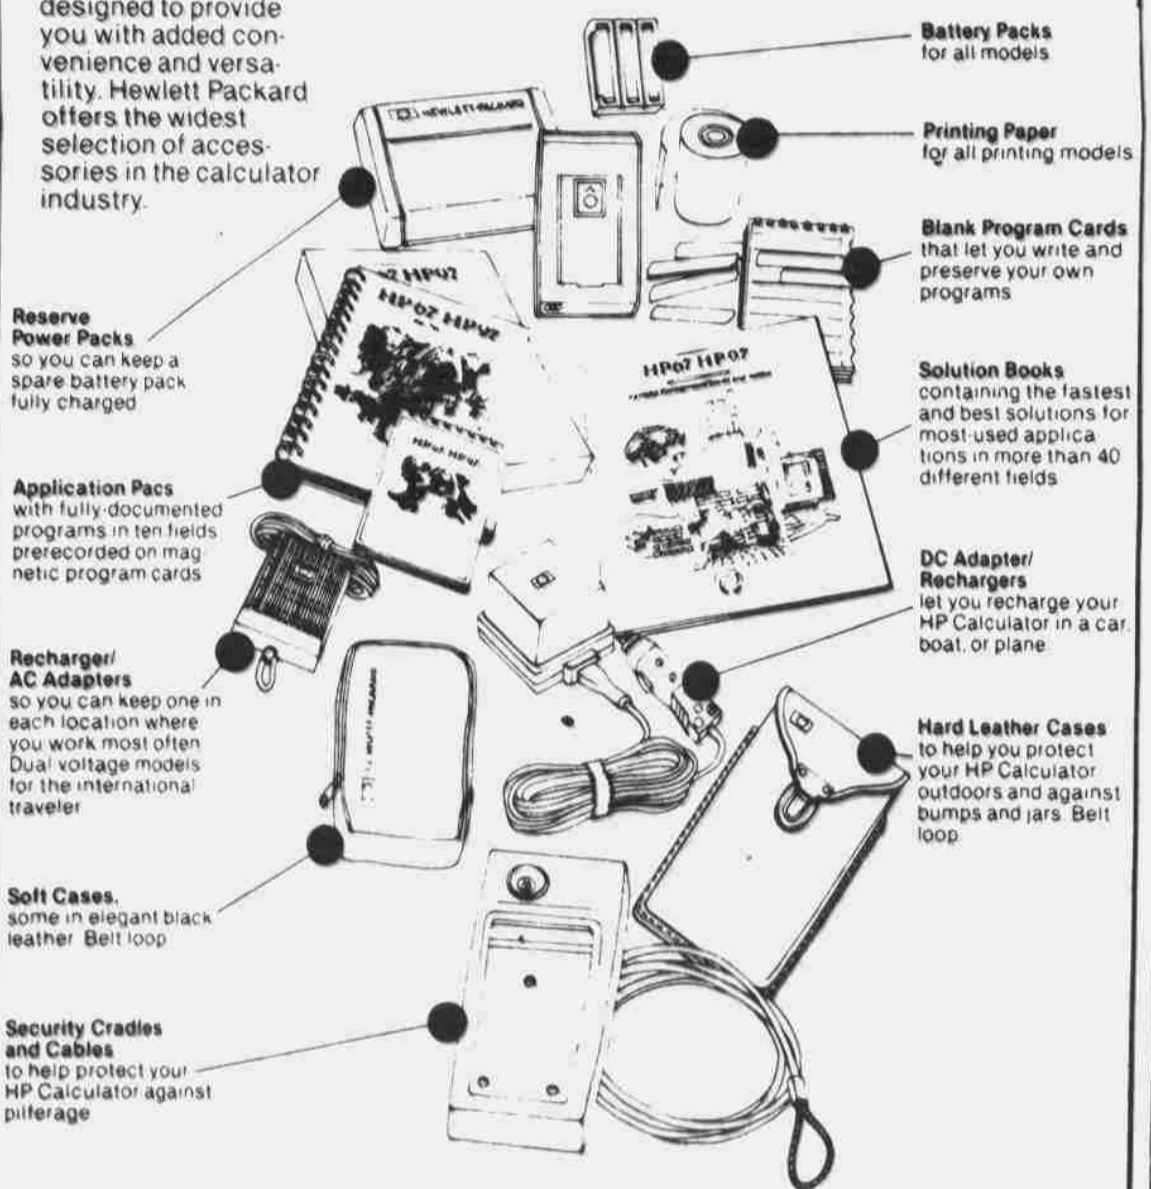 designed to provide
you with added con-
venience and versa-
tility. Hewlett Packard
offers the widest
selection of acces-
sories in the calculator
industry.
Reserve
Power Packs
so you can keep a
spare battery pack
fully charged
Application Pacs
with fully-documented
programs in ten fields
prerecorded on mag
netic program cards
Recharger/
AC Adapters
so you can keep one in
each location where
you work most often
Dual voltage models
for the international
traveler
Soft Cases.
some in elegant black
leather Belt loop
Security Cradles
and Cables
to help protect your
HP Calculator against
pilferage
HEWLETT-PACKARD
HP67 HP97
HP67 HP97
Battery Packs
for all models
Printing Paper
for all printing models
Blank Program Cards
that let you write and
preserve your own
programs
Solution Books
containing the fastest
and best solutions for
most-used applica
tions in more than 40
different fields
DC Adapter/
Rechargers
let you recharge your
HP Calculator in a car,
boat, or plane
Hard Leather Cases
to help you protect
your HP Calculator
outdoors and against
bumps and jars. Belt
loop